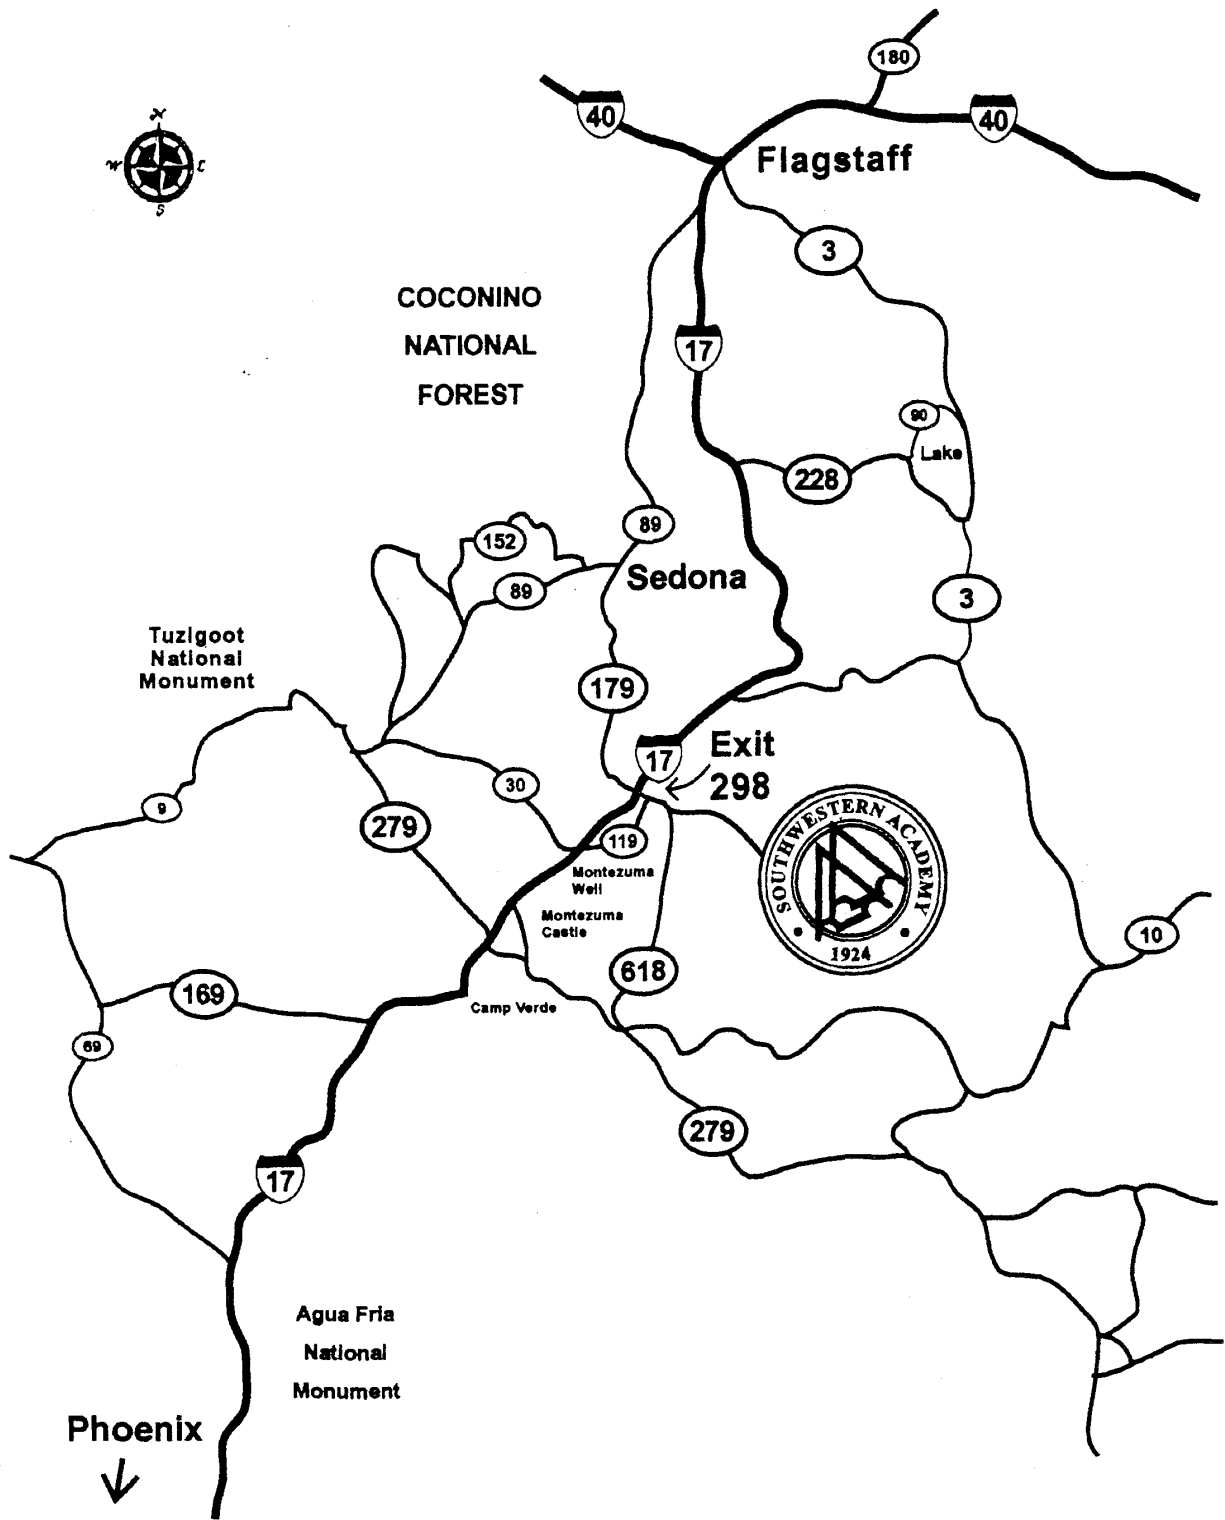 180
40
40
N
W E
S
Flagstaff
3
COCONINO
NATIONAL
FOREST
17
90
Lake
228
89
152
Sedona
89
3
Tuzigoot
National
Monument
179
17
Exit
298
30
9
279
119
SOUTHWESTERN ACADEMY
1924
Montezuma
Well
Montezuma
Castle
10
618
169
Camp Verde
69
279
17
Agua Fria
National
Monument
Phoenix